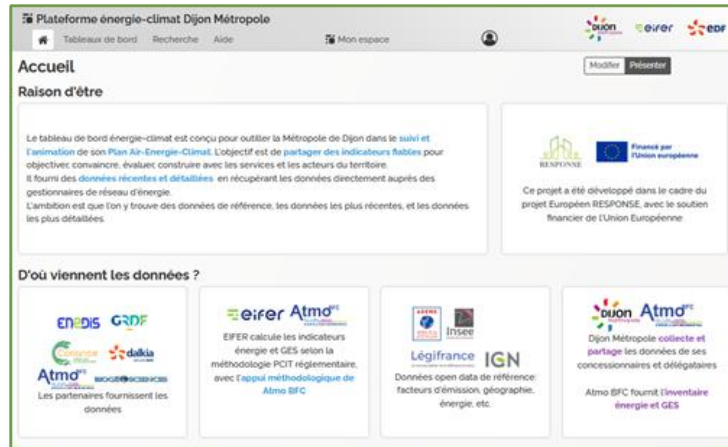 Plateforme énergie-climat Dijon Métropole
Tableaux de bord Recherche Aide Mon espace
DIJON eifer EDF
Accueil
Modifier Présenter
Raison d'être
Le tableau de bord énergie-climat est conçu pour outiller la Métropole de Dijon dans le suivi et
l'animation de son Plan Air-Energie-Climat. L'objectif est de partager des indicateurs fiables pour
objectiver, convaincre, évaluer, construire avec les services et les acteurs du territoire.
Il fourni des données récentes et détaillées en récupérant les données directement auprès des
gestionnaires de réseau d'énergie.
L'ambition est que l'on y trouve des données de référence, les données les plus récentes, et les données
les plus détaillées.
RESPONSE
Financé par
l'Union européenne
Ce projet a été développé dans le cadre du
projet Européen RESPONSE, avec le soutien
financier de l'Union Européenne
D'où viennent les données ?
ENEDIS GRDF
dalkia
Atmo BFC
BIOGÉOSCIENCES
Les partenaires fournissent les
données
eifer Atmo BFC
EIFER calcule les indicateurs
énergie et GES selon la
méthodologie PCIT réglementaire,
avec l'appui méthodologique de
Atmo BFC
ADEME
Insee
Légifrance IGN
Données open data de référence:
facteurs d'émission, géographie,
énergie, etc.
DIJON Atmo BFC
Dijon Métropole collecte et
partage les données de ses
concessionnaires et délégataires
Atmo BFC fournit l'inventaire
énergie et GES